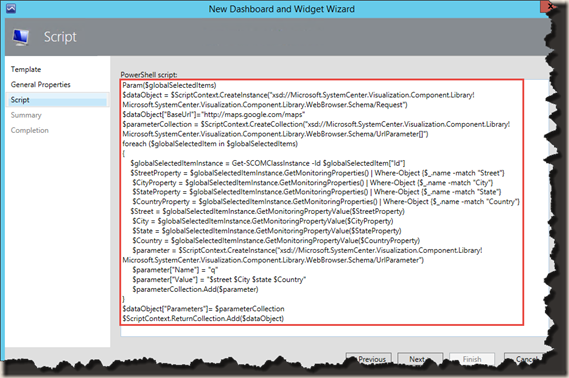 New Dashboard and Widget Wizard
Script
Template
General Properties
Script
Summary
Completion
PowerShell script:
Param($globalSelectedItems)
$dataObject = $ScriptContext.CreateInstance("xsd://Microsoft.SystemCenter.Visualization.Component.Library!
Microsoft.SystemCenter.Visualization.Component.Library.WebBrowser.Schema/Request")
$dataObject["BaseUrl"]="http://maps.google.com/maps"
$parameterCollection = $ScriptContext.CreateCollection("xsd://Microsoft.SystemCenter.Visualization.Component.Library!
Microsoft.SystemCenter.Visualization.Component.Library.WebBrowser.Schema/UrlParameter[]")
foreach ($globalSelectedItem in $globalSelectedItems)
{
$globalSelectedItemInstance = Get-SCOMClassInstance -Id $globalSelectedItem["Id"]
$StreetProperty = $globalSelectedItemInstance.GetMonitoringProperties() | Where-Object {$_.name -match "Street"}
$CityProperty = $globalSelectedItemInstance.GetMonitoringProperties() | Where-Object {$_.name -match "City"}
$StateProperty = $globalSelectedItemInstance.GetMonitoringProperties() | Where-Object {$_.name -match "State"}
$CountryProperty = $globalSelectedItemInstance.GetMonitoringProperties() | Where-Object {$_.name -match "Country"}
$Street = $globalSelectedItemInstance.GetMonitoringPropertyValue($StreetProperty)
$City = $globalSelectedItemInstance.GetMonitoringPropertyValue($CityProperty)
$State = $globalSelectedItemInstance.GetMonitoringPropertyValue($StateProperty)
$Country = $globalSelectedItemInstance.GetMonitoringPropertyValue($CountryProperty)
$parameter = $ScriptContext.CreateInstance("xsd://Microsoft.SystemCenter.Visualization.Component.Library!
Microsoft.SystemCenter.Visualization.Component.Library.WebBrowser.Schema/UrlParameter")
$parameter["Name"] = "q"
$parameter["Value"] = "$street $City $state $Country"
$parameterCollection.Add($parameter)
}
$dataObject["Parameters"]= $parameterCollection
$ScriptContext.ReturnCollection.Add($dataObject)
Previous Next Finish Cancel